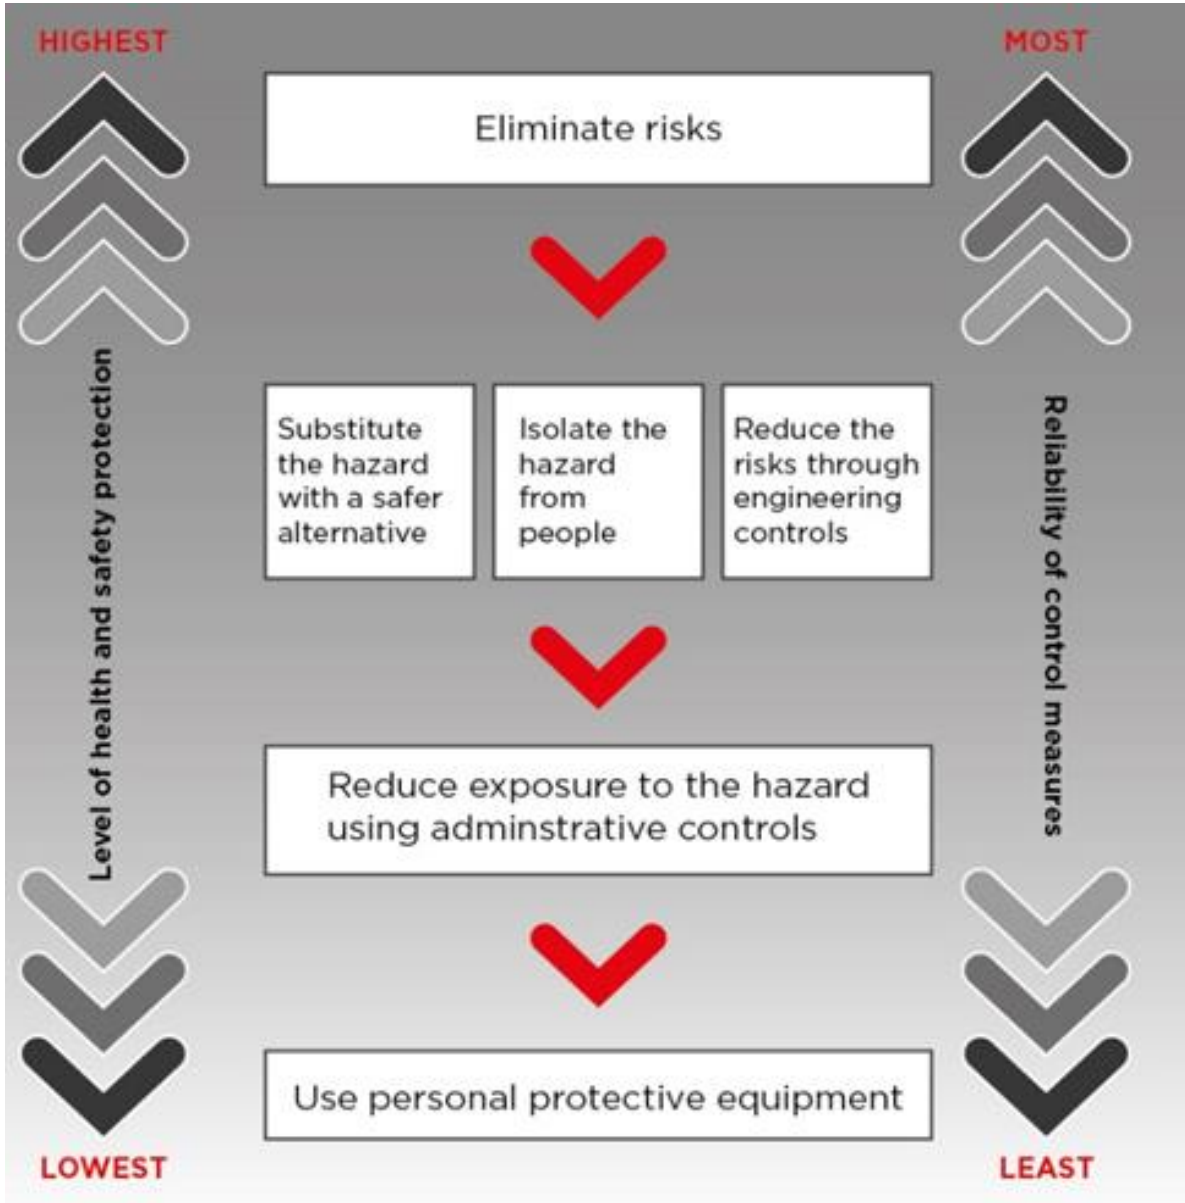 HIGHEST
MOST
Eliminate risks
Substitute
the hazard
with a safer
alternative
Isolate the
hazard
from
people
Reduce the
risks through
engineering
controls
Level of health and safety protection
Reliability of control measures
Reduce exposure to the hazard
using adminstrative controls
Use personal protective equipment
LOWEST
LEAST